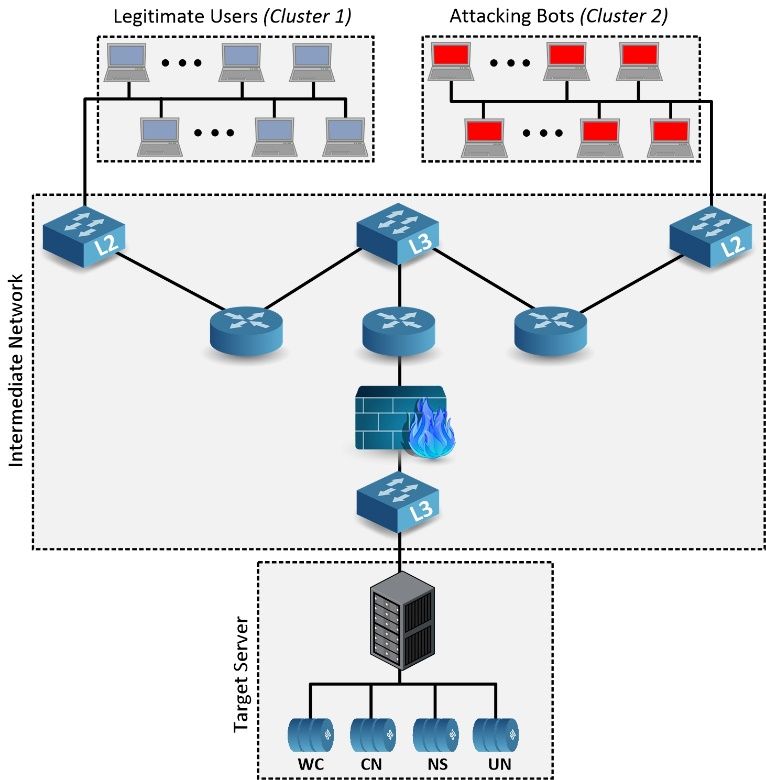 Legitimate Users (Cluster 1)
Attacking Bots (Cluster 2)
L2
L3
L2
Intermediate Network
L3
Target Server
WC
CN
NS
UN